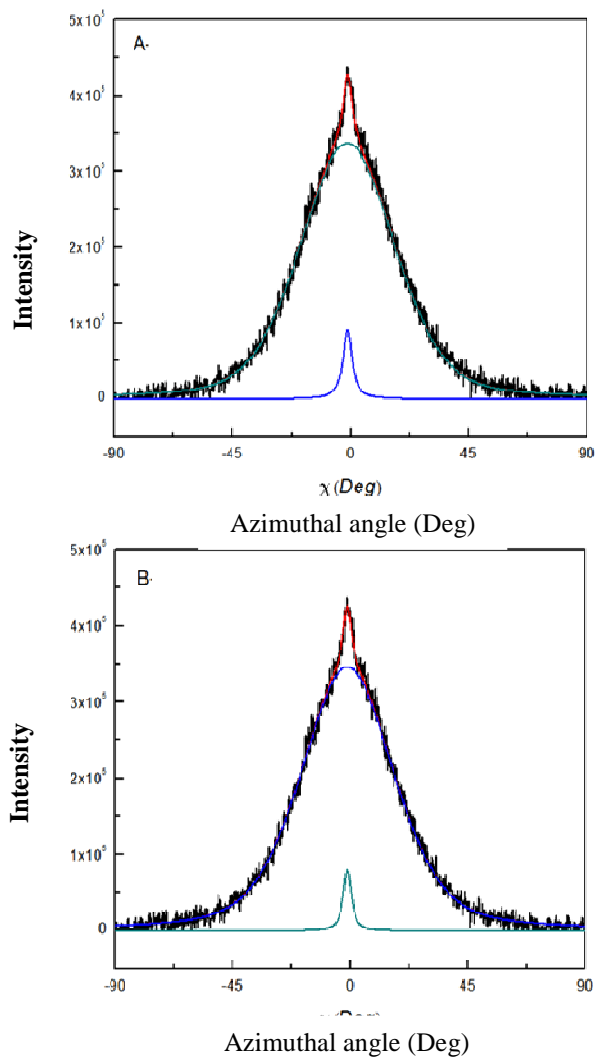 5x10⁵
A.
4x10⁵
3x10⁵
2x10⁵
1x10⁵
0
Intensity
-90 -45 0 45 90
χ (Deg)
Azimuthal angle (Deg)
5x10⁵
B.
4x10⁵
3x10⁵
2x10⁵
1x10⁵
0
Intensity
-90 -45 0 45 90
Azimuthal angle (Deg)